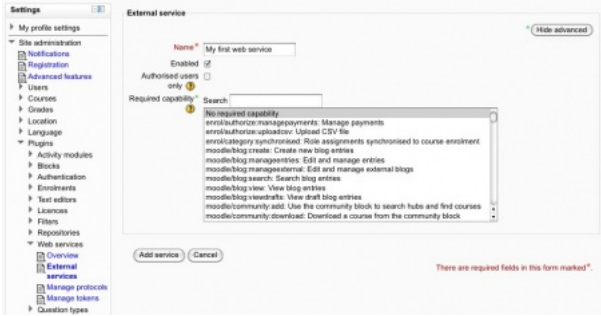 Settings
My profile settings
Site administration
Notifications
Registration
Advanced features
Users
Courses
Grades
Location
Language
Plugins
Activity modules
Blocks
Authentication
Enrolments
Text editors
Licences
Filters
Repositories
Web services
Overview
External
services
Manage protocols
Manage tokens
Question types
External service
* Hide advanced
Name* My first web service
Enabled
Authorised users
only
Required capability* Search
No required capability
enrol/authorize:managepayments: Manage payments
enrol/authorize:uploadcsv: Upload CSV file
enrol/category:synchronised: Role assignments synchronised to course enrolment
moodle/blog:create: Create new blog entries
moodle/blog:manageentries: Edit and manage entries
moodle/blog:manageexternal: Edit and manage external blogs
moodle/blog:search: Search blog entries
moodle/blog:view: View blog entries
moodle/blog:viewdrafts: View draft blog entries
moodle/community:add: Use the community block to search hubs and find courses
moodle/community:download: Download a course from the community block
Add service Cancel
There are required fields in this form marked*.